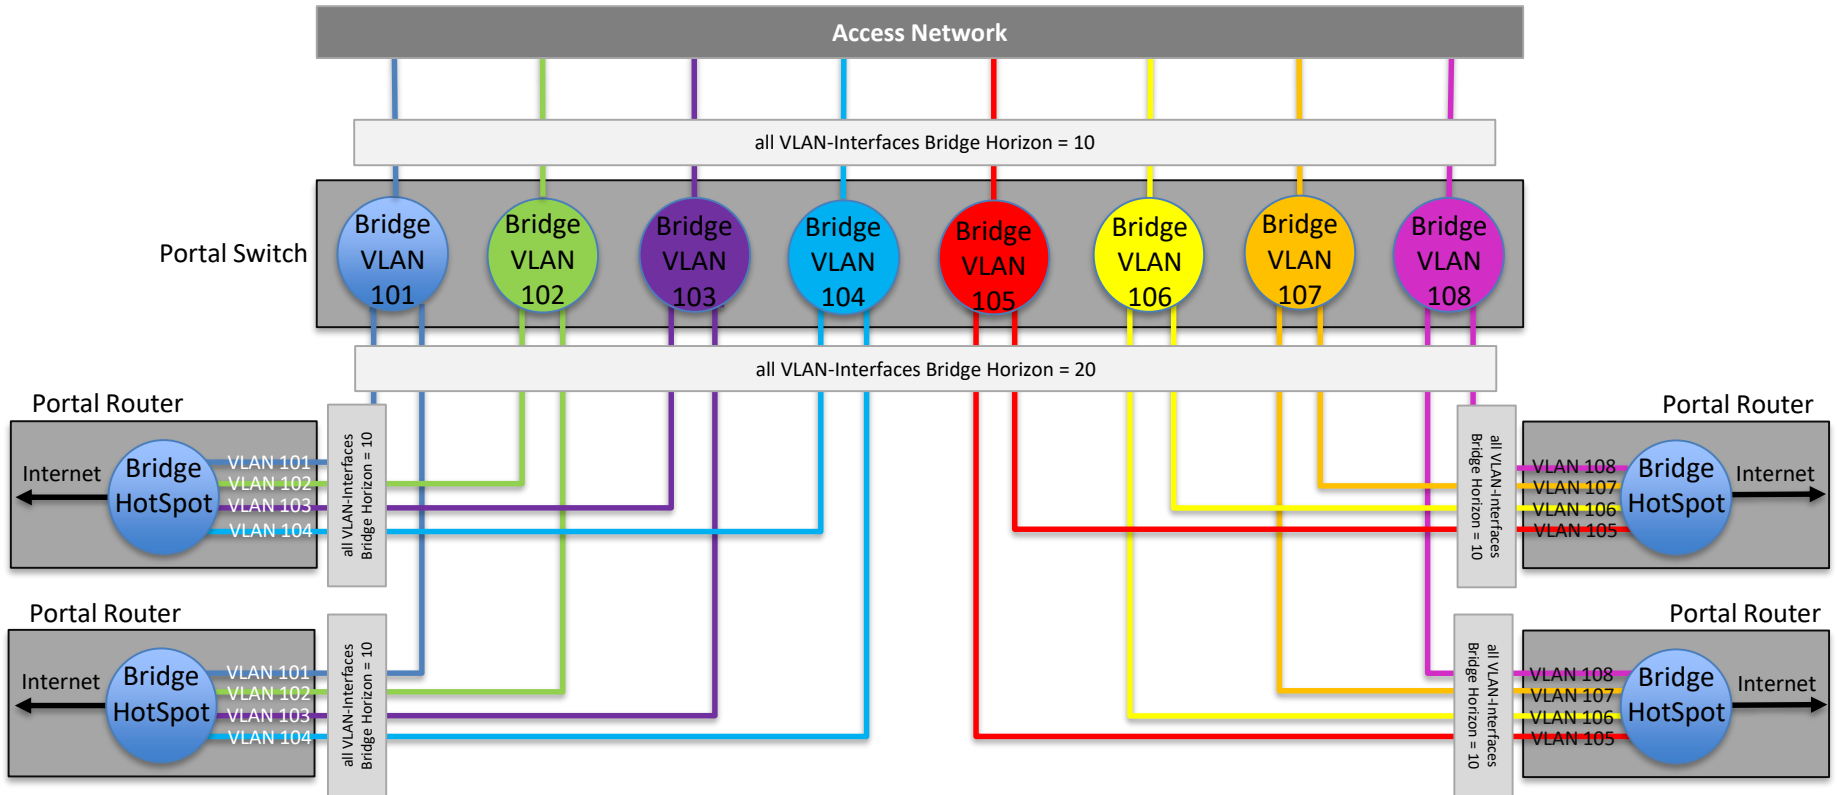 Access Network
all VLAN-Interfaces Bridge Horizon = 10
Portal Switch
Bridge
VLAN
101
Bridge
VLAN
102
Bridge
VLAN
103
Bridge
VLAN
104
Bridge
VLAN
105
Bridge
VLAN
106
Bridge
VLAN
107
Bridge
VLAN
108
all VLAN-Interfaces Bridge Horizon = 20
Portal Router
Internet
Bridge
HotSpot
VLAN 101
VLAN 102
VLAN 103
VLAN 104
all VLAN-Interfaces
Bridge Horizon = 10
Portal Router
all VLAN-Interfaces
Bridge Horizon = 10
VLAN 108
VLAN 107
VLAN 106
VLAN 105
Bridge
HotSpot
Internet
Portal Router
Internet
Bridge
HotSpot
VLAN 101
VLAN 102
VLAN 103
VLAN 104
all VLAN-Interfaces
Bridge Horizon = 10
Portal Router
all VLAN-Interfaces
Bridge Horizon = 10
VLAN 108
VLAN 107
VLAN 106
VLAN 105
Bridge
HotSpot
Internet